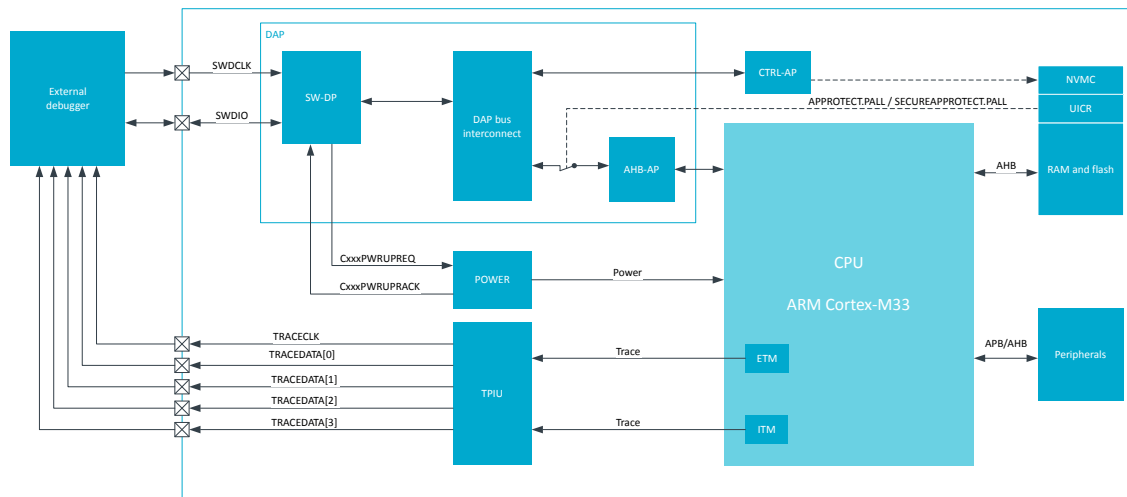 DAP
External
debugger
SWDCLK
SWDIO
SW-DP
DAP bus
interconnect
CTRL-AP
AHB-AP
APPROTECT.PALL / SECUREAPPROTECT.PALL
NVMC
UICR
RAM and flash
AHB
CPU
ARM Cortex-M33
CxxxPWRUPREQ
CxxxPWRUPRACK
POWER
Power
TRACECLK
TRACEDATA[0]
TRACEDATA[1]
TRACEDATA[2]
TRACEDATA[3]
TPIU
Trace
Trace
ETM
ITM
APB/AHB
Peripherals